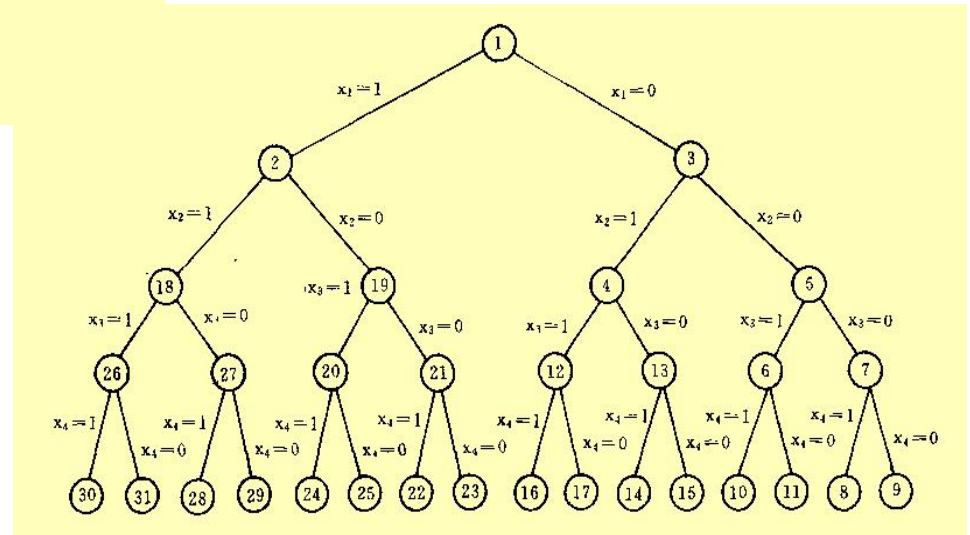 1
x₁=1 x₁=0
2 3
x₂=1 x₂=0 x₂=1 x₂=0
18 x₃=1 19 4 5
x₃=1 x₃=0 x₃=0 x₃=1 x₃=0 x₃=1 x₃=0
26 27 20 21 12 13 6 7
x₄=1 x₄=1 x₄=1 x₄=1 x₄=1 x₄=1 x₄=1 x₄=1
x₄=0 x₄=0 x₄=0 x₄=0 x₄=0 x₄=0 x₄=0 x₄=0
30 31 28 29 24 25 22 23 16 17 14 15 10 11 8 9